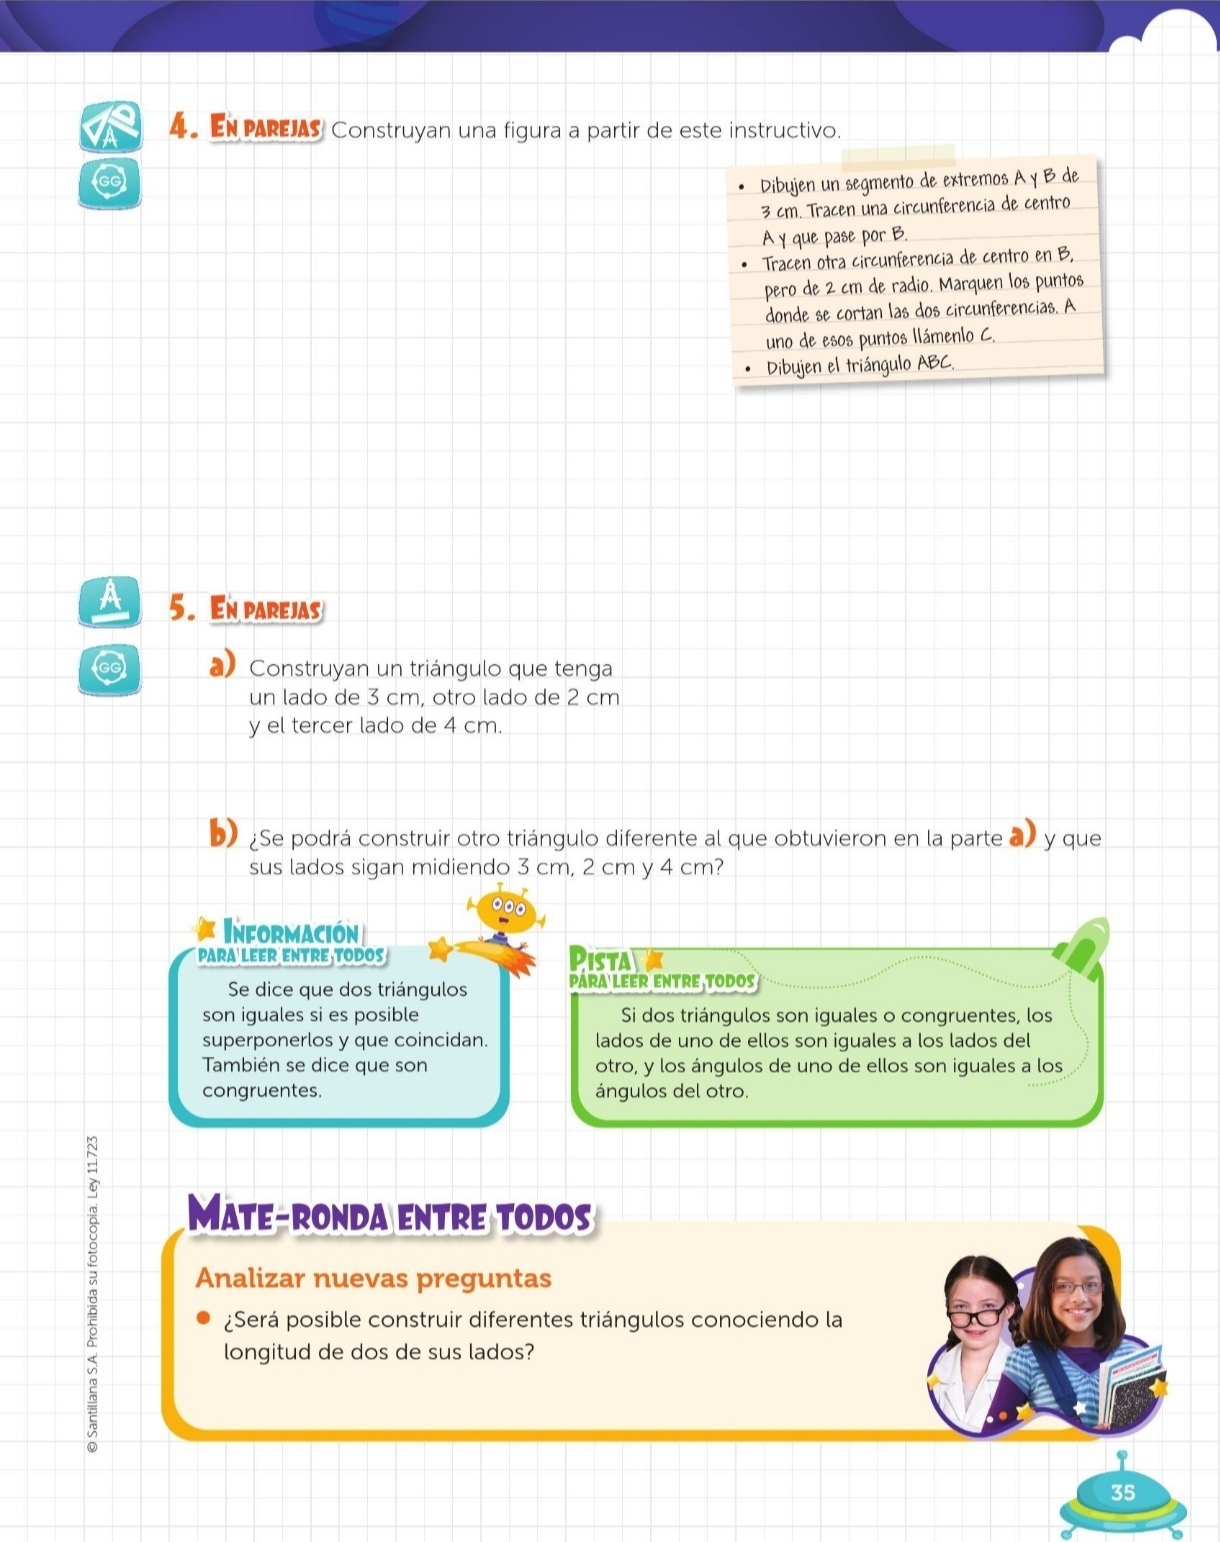 4. EN PAREJAS Construyan una figura a partir de este instructivo.
• Dibujen un segmento de extremos A y B de
3 cm. Tracen una circunferencia de centro
A y que pase por B.
• Tracen otra circunferencia de centro en B,
pero de 2 cm de radio. Marquen los puntos
donde se cortan las dos circunferencias. A
uno de esos puntos llámenlo C.
• Dibujen el triángulo ABC.
GG
5. EN PAREJAS
GG
a) Construyan un triángulo que tenga
un lado de 3 cm, otro lado de 2 cm
y el tercer lado de 4 cm.
b) ¿Se podrá construir otro triángulo diferente al que obtuvieron en la parte a) y que
sus lados sigan midiendo 3 cm, 2 cm y 4 cm?
INFORMACIÓN
PARA LEER ENTRE TODOS
Se dice que dos triángulos
son iguales si es posible
superponerlos y que coincidan.
También se dice que son
congruentes.
PISTA
PARA LEER ENTRE TODOS
Si dos triángulos son iguales o congruentes, los
lados de uno de ellos son iguales a los lados del
otro, y los ángulos de uno de ellos son iguales a los
ángulos del otro.
© Santillana S.A. Prohibida su fotocopia. Ley 11.723
MATE-RONDA ENTRE TODOS
Analizar nuevas preguntas
• ¿Será posible construir diferentes triángulos conociendo la
longitud de dos de sus lados?
35